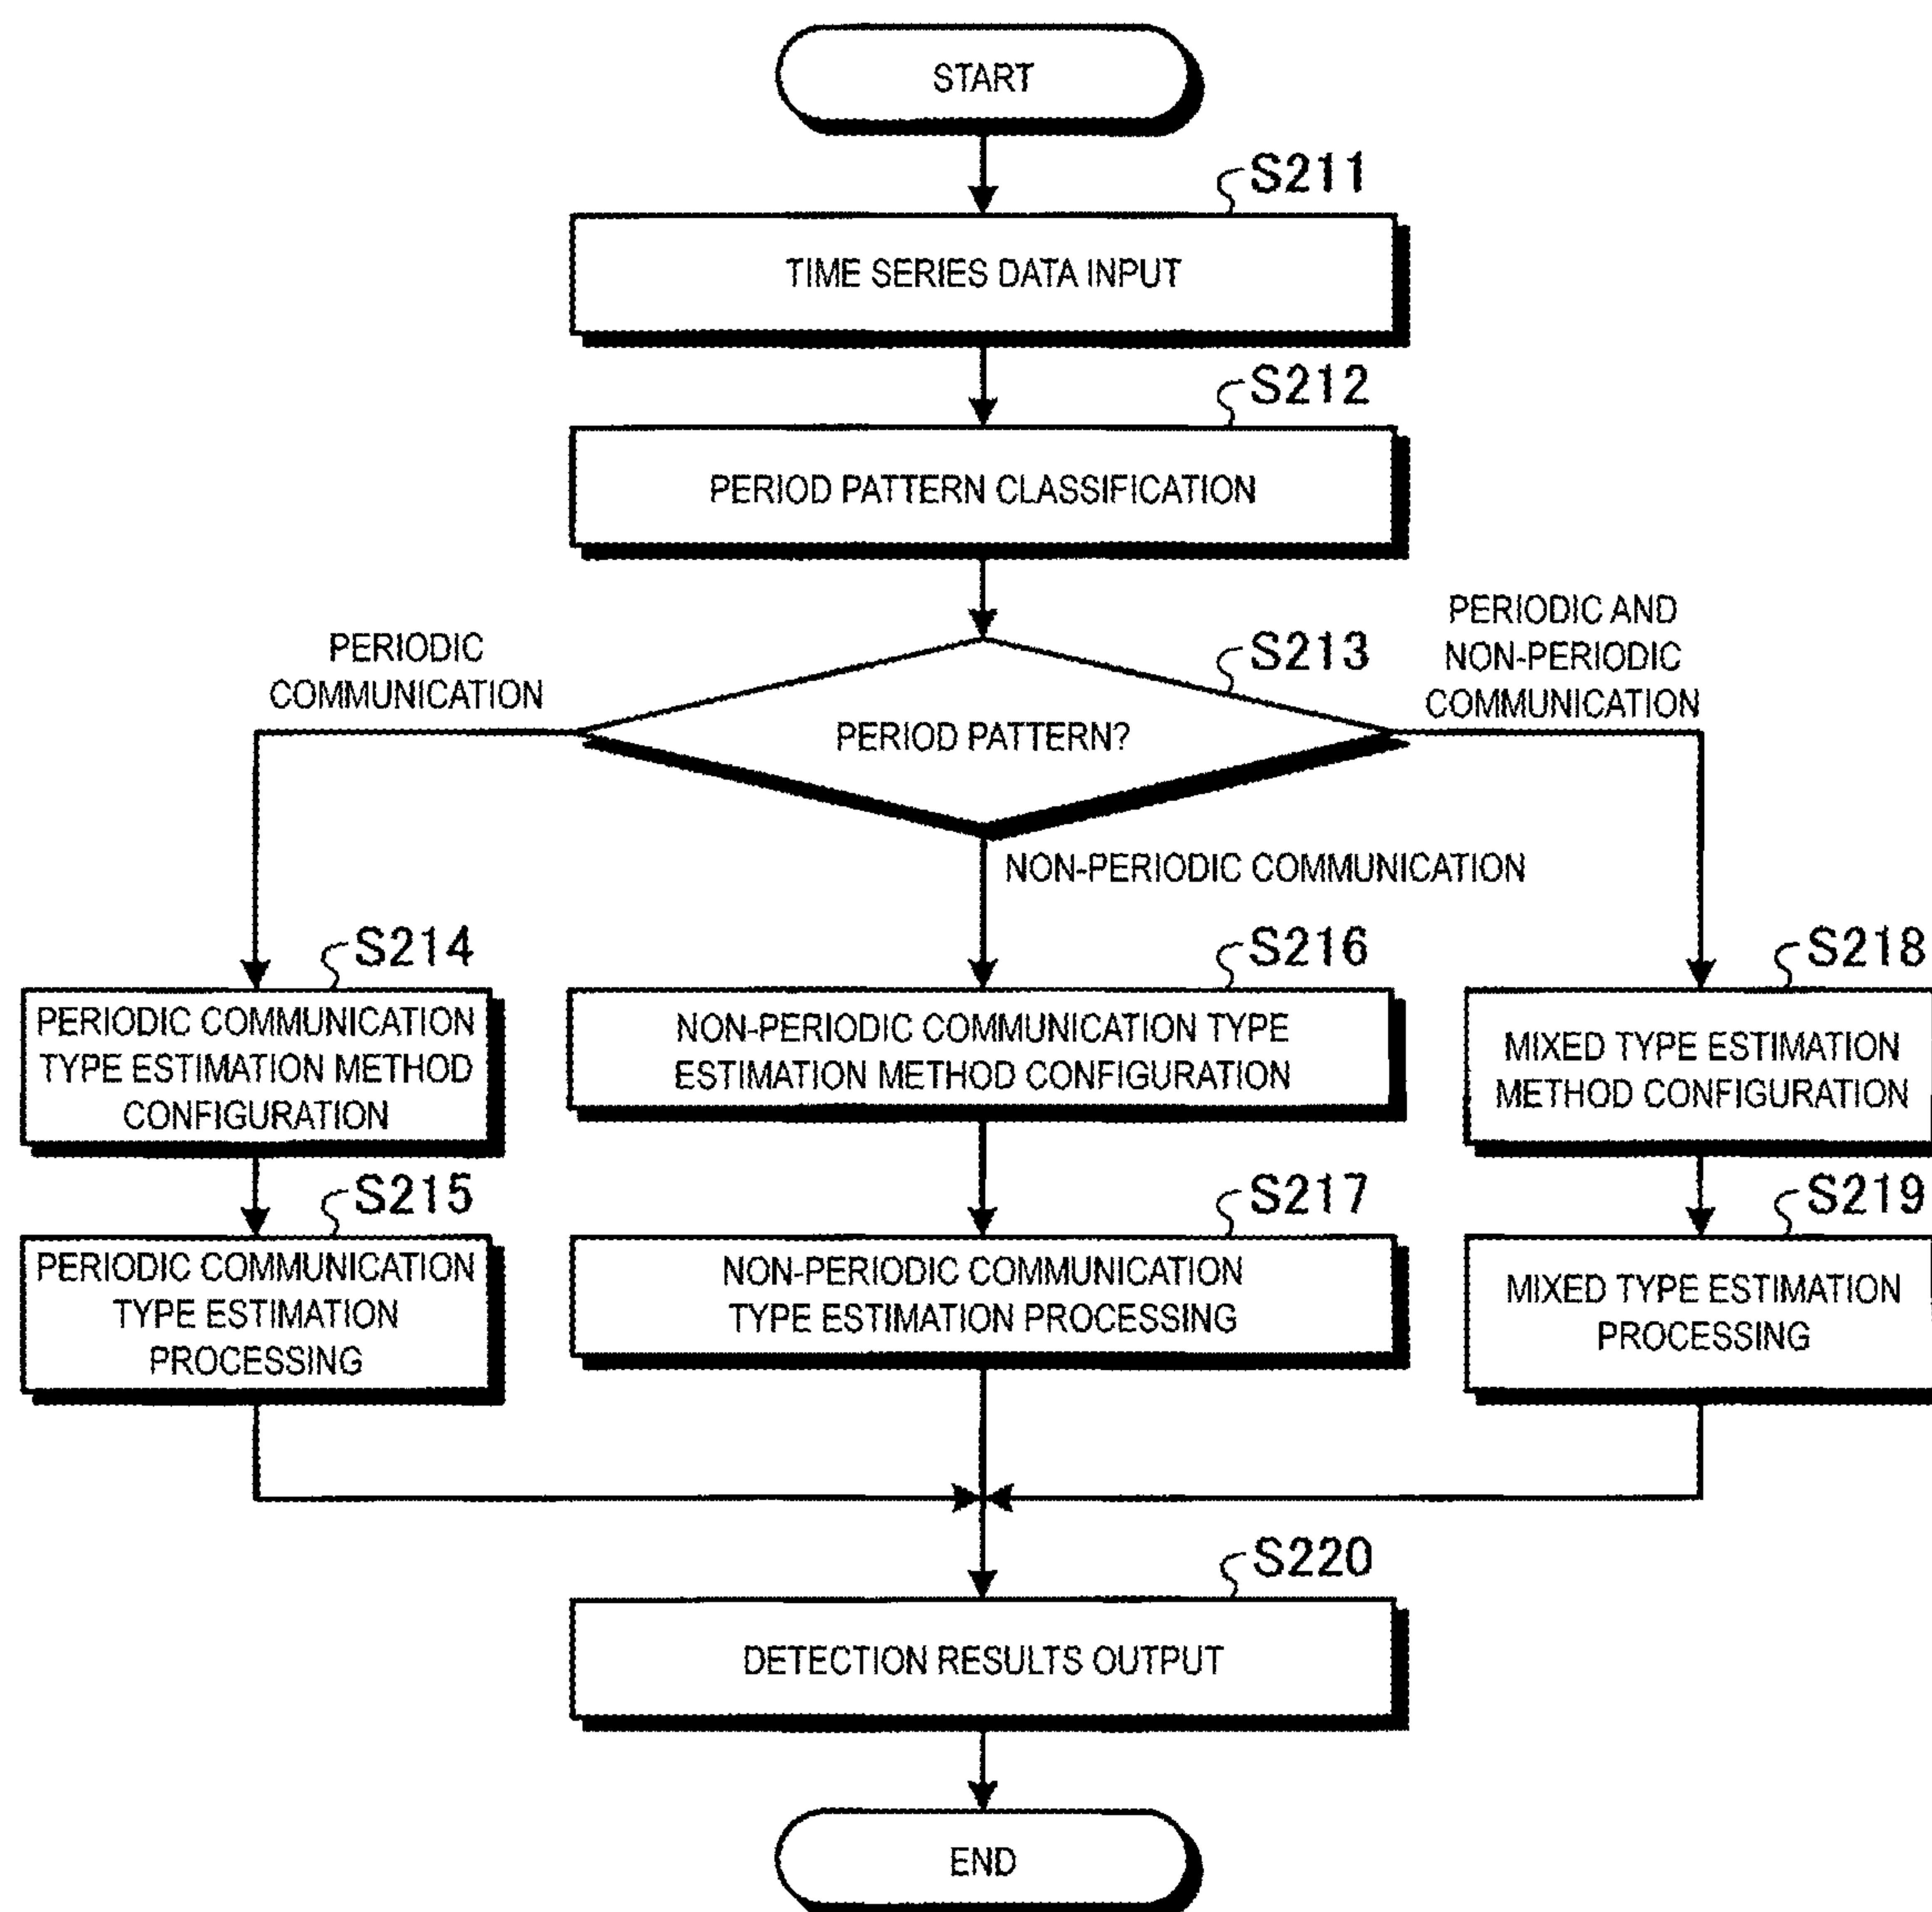 START
S211
TIME SERIES DATA INPUT
S212
PERIOD PATTERN CLASSIFICATION
PERIODIC
COMMUNICATION
S213
PERIODIC AND
NON-PERIODIC
COMMUNICATION
PERIOD PATTERN?
NON-PERIODIC COMMUNICATION
S214
PERIODIC COMMUNICATION
TYPE ESTIMATION METHOD
CONFIGURATION
S216
NON-PERIODIC COMMUNICATION TYPE
ESTIMATION METHOD CONFIGURATION
S218
MIXED TYPE ESTIMATION
METHOD CONFIGURATION
S215
PERIODIC COMMUNICATION
TYPE ESTIMATION
PROCESSING
S217
NON-PERIODIC COMMUNICATION
TYPE ESTIMATION PROCESSING
S219
MIXED TYPE ESTIMATION
PROCESSING
S220
DETECTION RESULTS OUTPUT
END